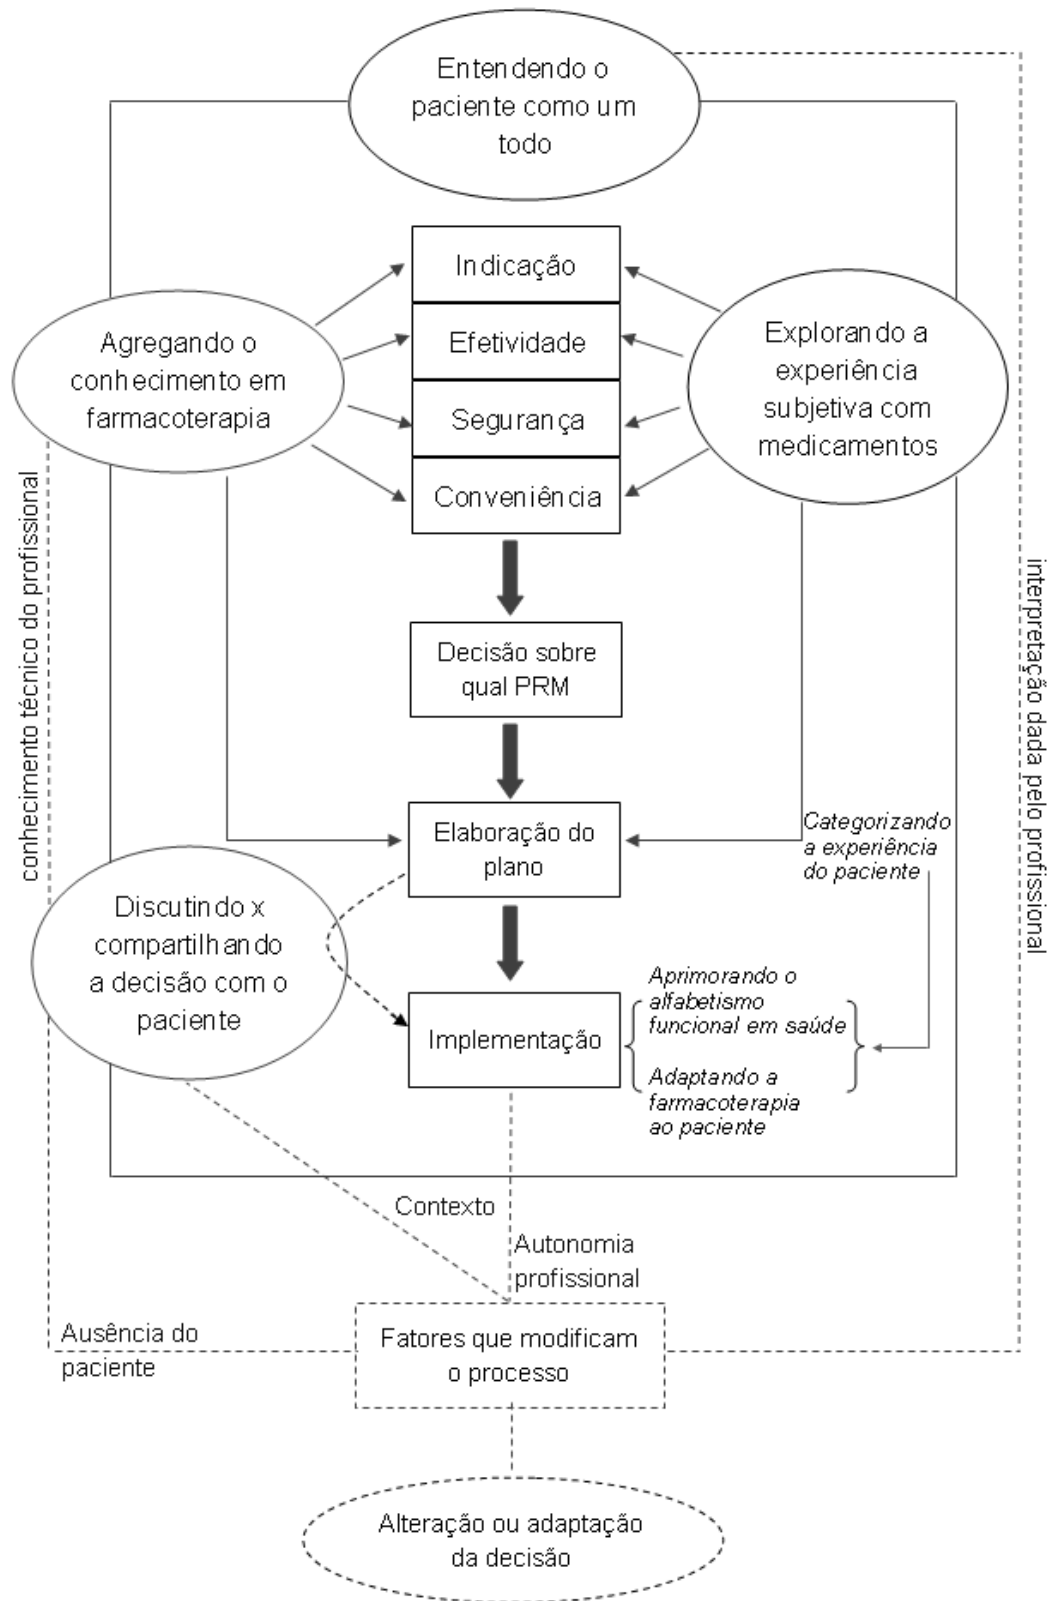 Entendendo o
paciente como um
todo
Indicação
Efetividade
Segurança
Conveniência
Agregando o
conhecimento em
farmacoterapia
Explorando a
experiência
subjetiva com
medicamentos
conhecimento técnico do profissional
interpretação dada pelo profissional
Decisão sobre
qual PRM
Elaboração do
plano
Categorizando
a experiência
do paciente
Discutindo x
compartilhando
a decisão com o
paciente
Implementação
Aprimorando o
alfabetismo
funcional em saúde
Adaptando a
farmacoterapia
ao paciente
Contexto
Autonomia
profissional
Ausência do
paciente
Fatores que modificam
o processo
Alteração ou adaptação
da decisão